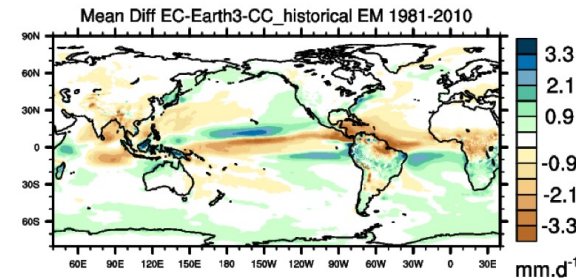 Mean Diff EC-Earth3-CC_historical EM 1981-2010
90N
60N
30N
0
30S
60S
60E 90E 120E 150E 180 150W 120W 90W 60W 30W 0 30E
3.3
2.1
0.9
-0.9
-2.1
-3.3
mm.d-1